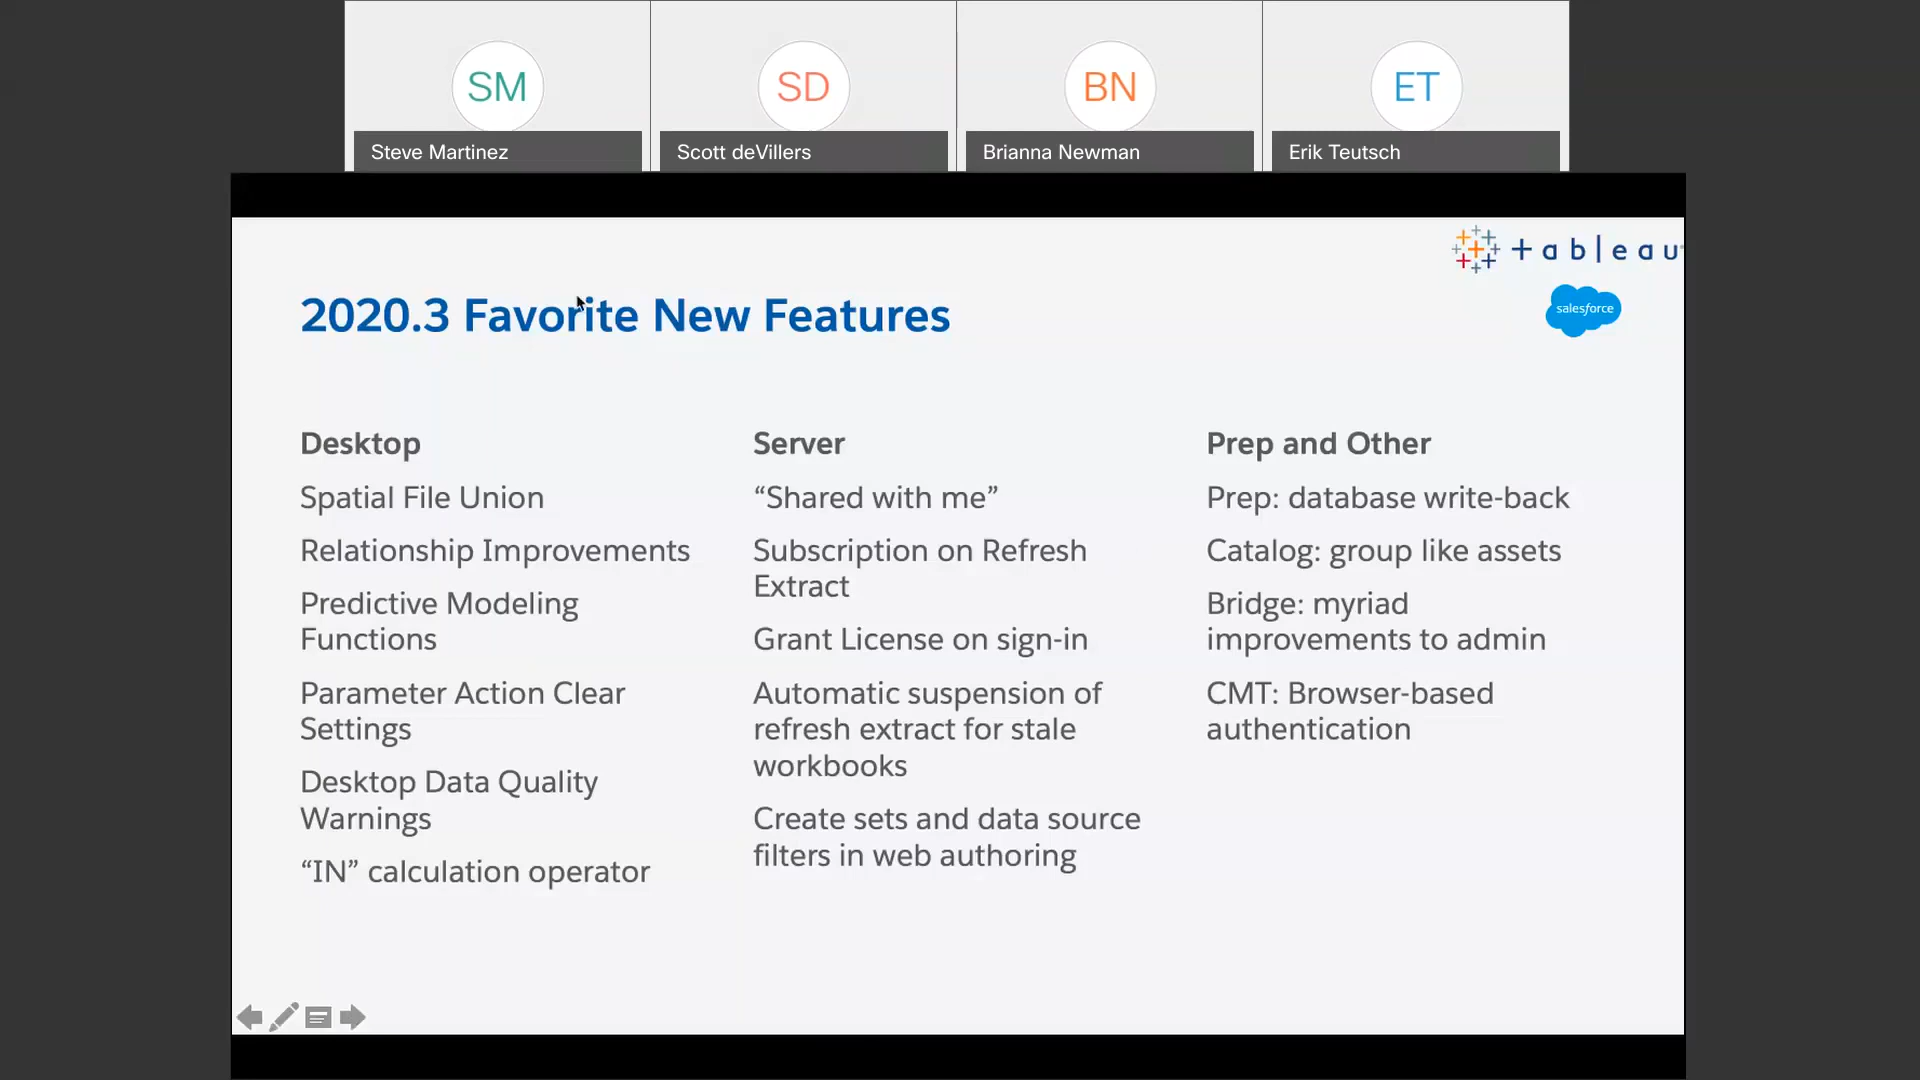 SM
SD
BN
ET
Steve Martinez
Scott deVillers
Brianna Newman
Erik Teutsch
+ableau
salesforce
2020.3 Favorite New Features
Desktop
Spatial File Union
Relationship Improvements
Predictive Modeling
Functions
Parameter Action Clear
Settings
Desktop Data Quality
Warnings
“IN” calculation operator
Server
“Shared with me”
Subscription on Refresh
Extract
Grant License on sign-in
Automatic suspension of
refresh extract for stale
workbooks
Create sets and data source
filters in web authoring
Prep and Other
Prep: database write-back
Catalog: group like assets
Bridge: myriad
improvements to admin
CMT: Browser-based
authentication